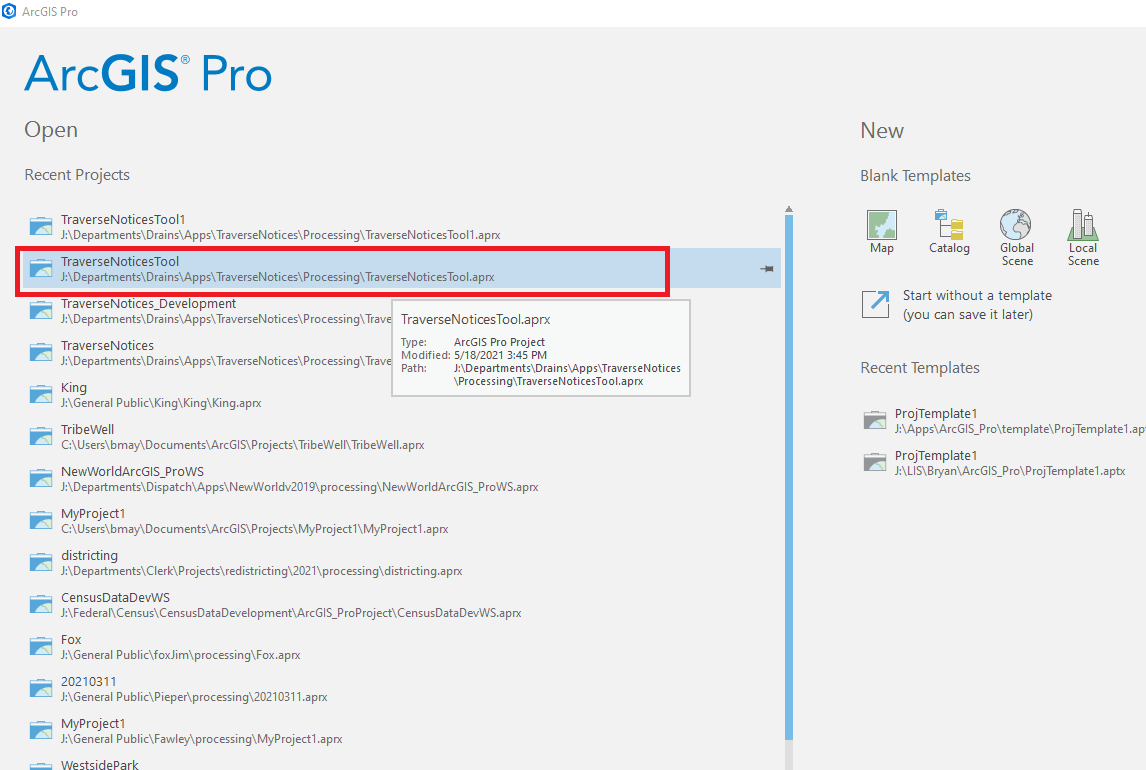 ArcGIS Pro
ArcGIS® Pro
Open
Recent Projects
TraverseNoticesTool1
J:\Departments\Drains\Apps\TraverseNotices\Processing\TraverseNoticesTool1.aprx
TraverseNoticesTool
J:\Departments\Drains\Apps\TraverseNotices\Processing\TraverseNoticesTool.aprx
TraverseNotices_Development
J:\Departments\Drains\Apps\TraverseNotices\Processing\Trave
TraverseNotices
J:\Departments\Drains\Apps\TraverseNotices\Processing\Trave
TraverseNoticesTool.aprx
Type: ArcGIS Pro Project
Modified: 5/18/2021 3:45 PM
Path: J:\Departments\Drains\Apps\TraverseNotices
\Processing\TraverseNoticesTool.aprx
King
J:\General Public\King\King\King.aprx
TribeWell
C:\Users\bmay\Documents\ArcGIS\Projects\TribeWell\TribeWell.aprx
NewWorldArcGIS_ProWS
J:\Departments\Dispatch\Apps\NewWorldv2019\processing\NewWorldArcGIS_ProWS.aprx
MyProject1
C:\Users\bmay\Documents\ArcGIS\Projects\MyProject1\MyProject1.aprx
districting
J:\Departments\Clerk\Projects\redistricting\2021\processing\districting.aprx
CensusDataDevWS
J:\Federal\Census\CensusDataDevelopment\ArcGIS_ProProject\CensusDataDevWS.aprx
Fox
J:\General Public\foxJim\processing\Fox.aprx
20210311
J:\General Public\Pieper\processing\20210311.aprx
MyProject1
J:\General Public\Fawley\processing\MyProject1.aprx
WestsidePark
New
Blank Templates
Map
Catalog
Global
Scene
Local
Scene
Start without a template
(you can save it later)
Recent Templates
ProjTemplate1
J:\Apps\ArcGIS_Pro\template\ProjTemplate1.apt
ProjTemplate1
J:\LIS\Bryan\ArcGIS_Pro\ProjTemplate1.aptx